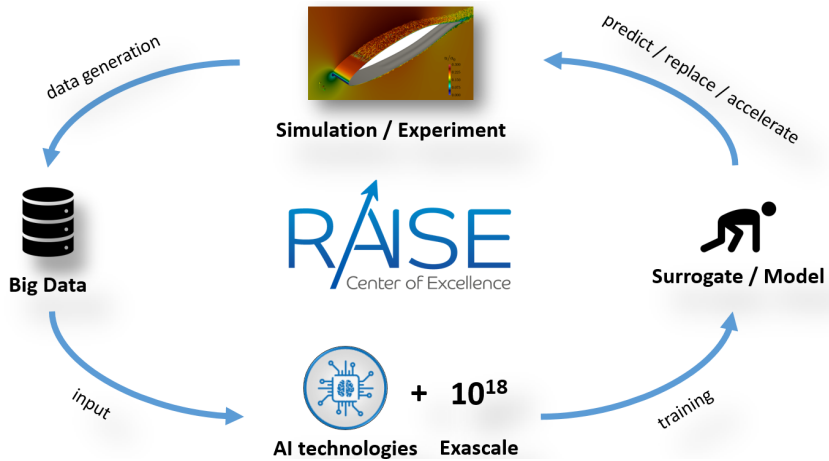 data generation
predict / replace / accelerate
Simulation / Experiment
RAISE
Center of Excellence
Big Data
Surrogate / Model
+ 10¹⁸
input
training
AI technologies
Exascale